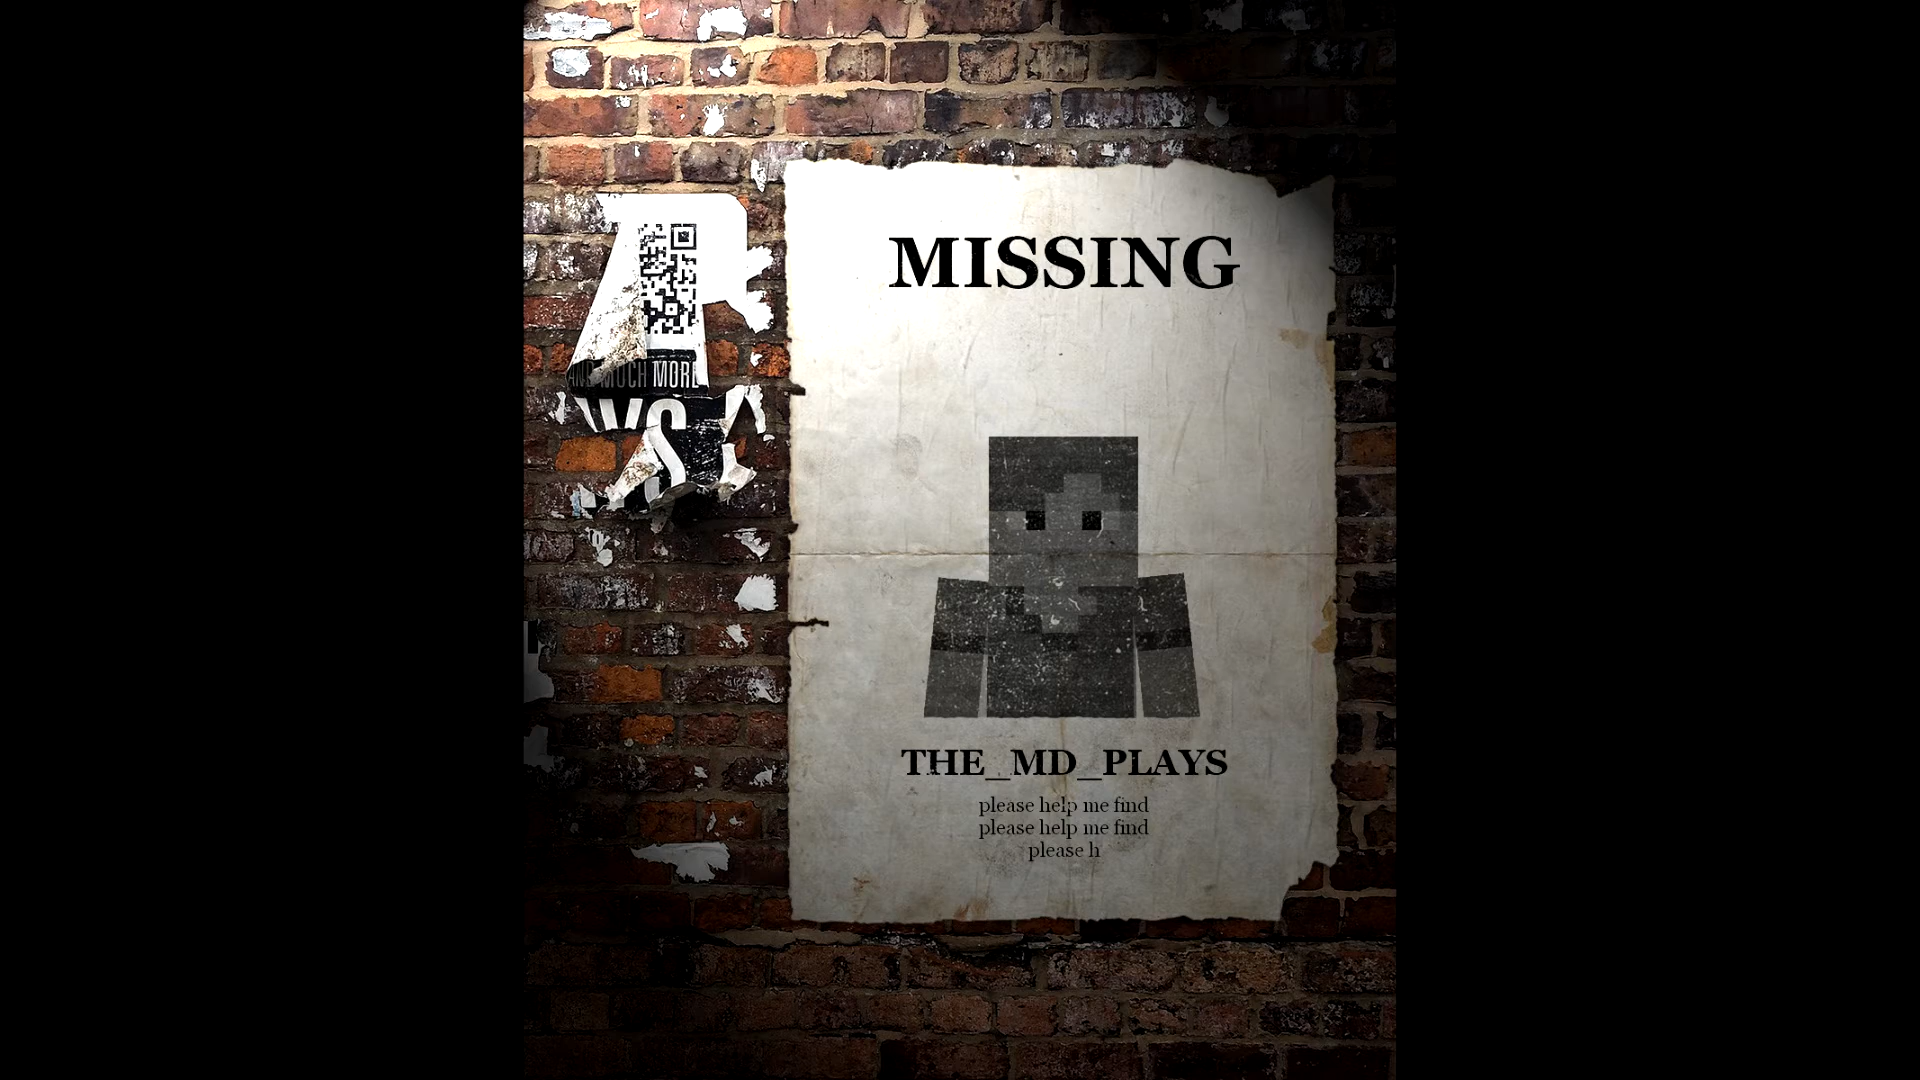 MISSING
AND MUCH MORE
THE_MD_PLAYS
please help me find
please help me find
please h